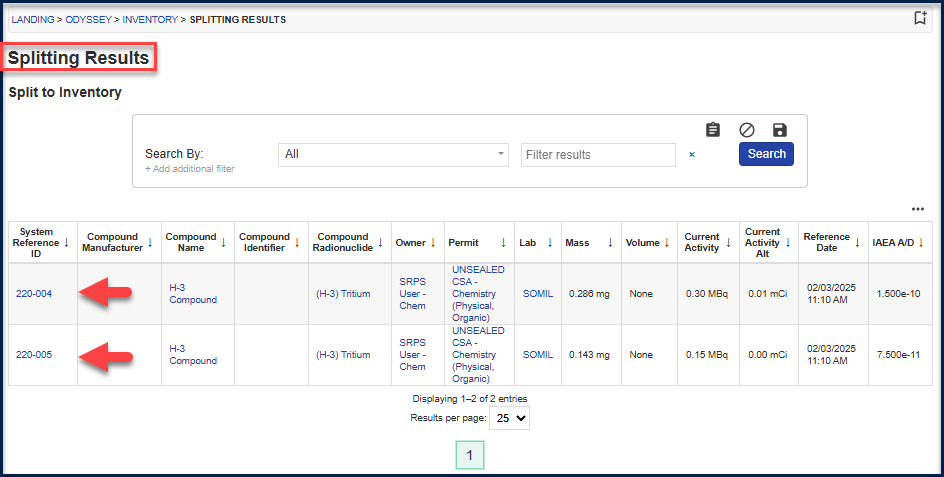 LANDING > ODYSSEY > INVENTORY > SPLITTING RESULTS
Splitting Results
Split to Inventory
Search By:
All
Filter results
×
Search
+ Add additional filter
System Reference ID ↓ Compound Manufacturer ↓ Compound Name ↓ Compound Identifier ↓ Compound Radionuclide ↓ Owner ↓ Permit ↓ Lab ↓ Mass ↓ Volume ↓ Current Activity ↓ Current Activity Alt ↓ Reference Date ↓ IAEA A/D ↓
220-004 H-3 Compound (H-3) Tritium SRPS User - Chem UNSEALED CSA - Chemistry (Physical, Organic) SOMIL 0.286 mg None 0.30 MBq 0.01 mCi 02/03/2025 11:10 AM 1.500e-10
220-005 H-3 Compound (H-3) Tritium SRPS User - Chem UNSEALED CSA - Chemistry (Physical, Organic) SOMIL 0.143 mg None 0.15 MBq 0.00 mCi 02/03/2025 11:10 AM 7.500e-11
Displaying 1–2 of 2 entries
Results per page: 25
1